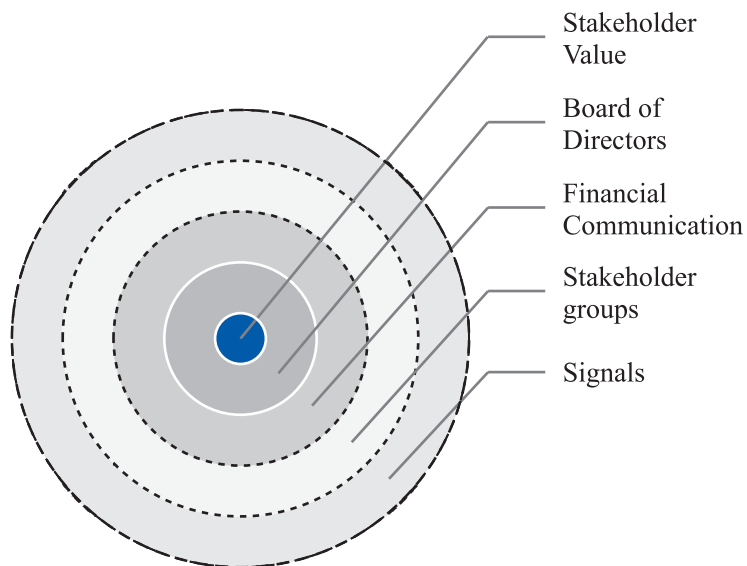 Stakeholder
Value
Board of
Directors
Financial
Communication
Stakeholder
groups
Signals